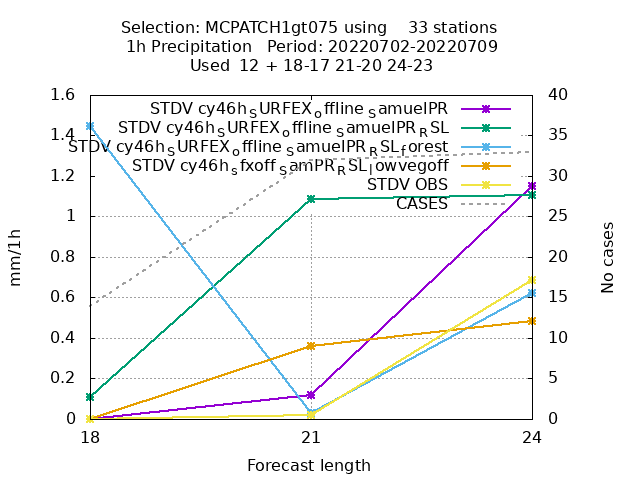 Selection: MCPATCH1gt075 using 33 stations
1h Precipitation Period: 20220702-20220709
Used 12 + 18-17 21-20 24-23
1.6
1.4
1.2
1
0.8
0.6
0.4
0.2
0
40
35
30
25
20
15
10
5
0
STDV cy46h_SURFEX_offline_SamuelPR
STDV cy46h_SURFEX_offline_SamuelPR_RSL
STDV cy46h_SURFEX_offline_SamuelPR_RSL_forest
STDV cy46h_sfxoff_SamPR_RSL_lowvegoff
STDV OBS
CASES
mm/1h
No cases
18 21 24
Forecast length